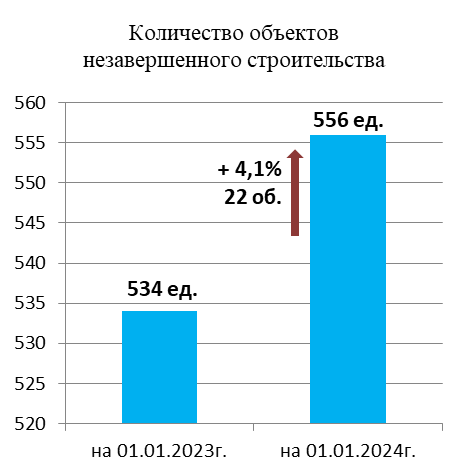 Количество объектов
незавершенного строительства
560
555
550
545
540
535
530
525
520
534 ед.
+ 4,1%
22 об.
556 ед.
на 01.01.2023г.
на 01.01.2024г.